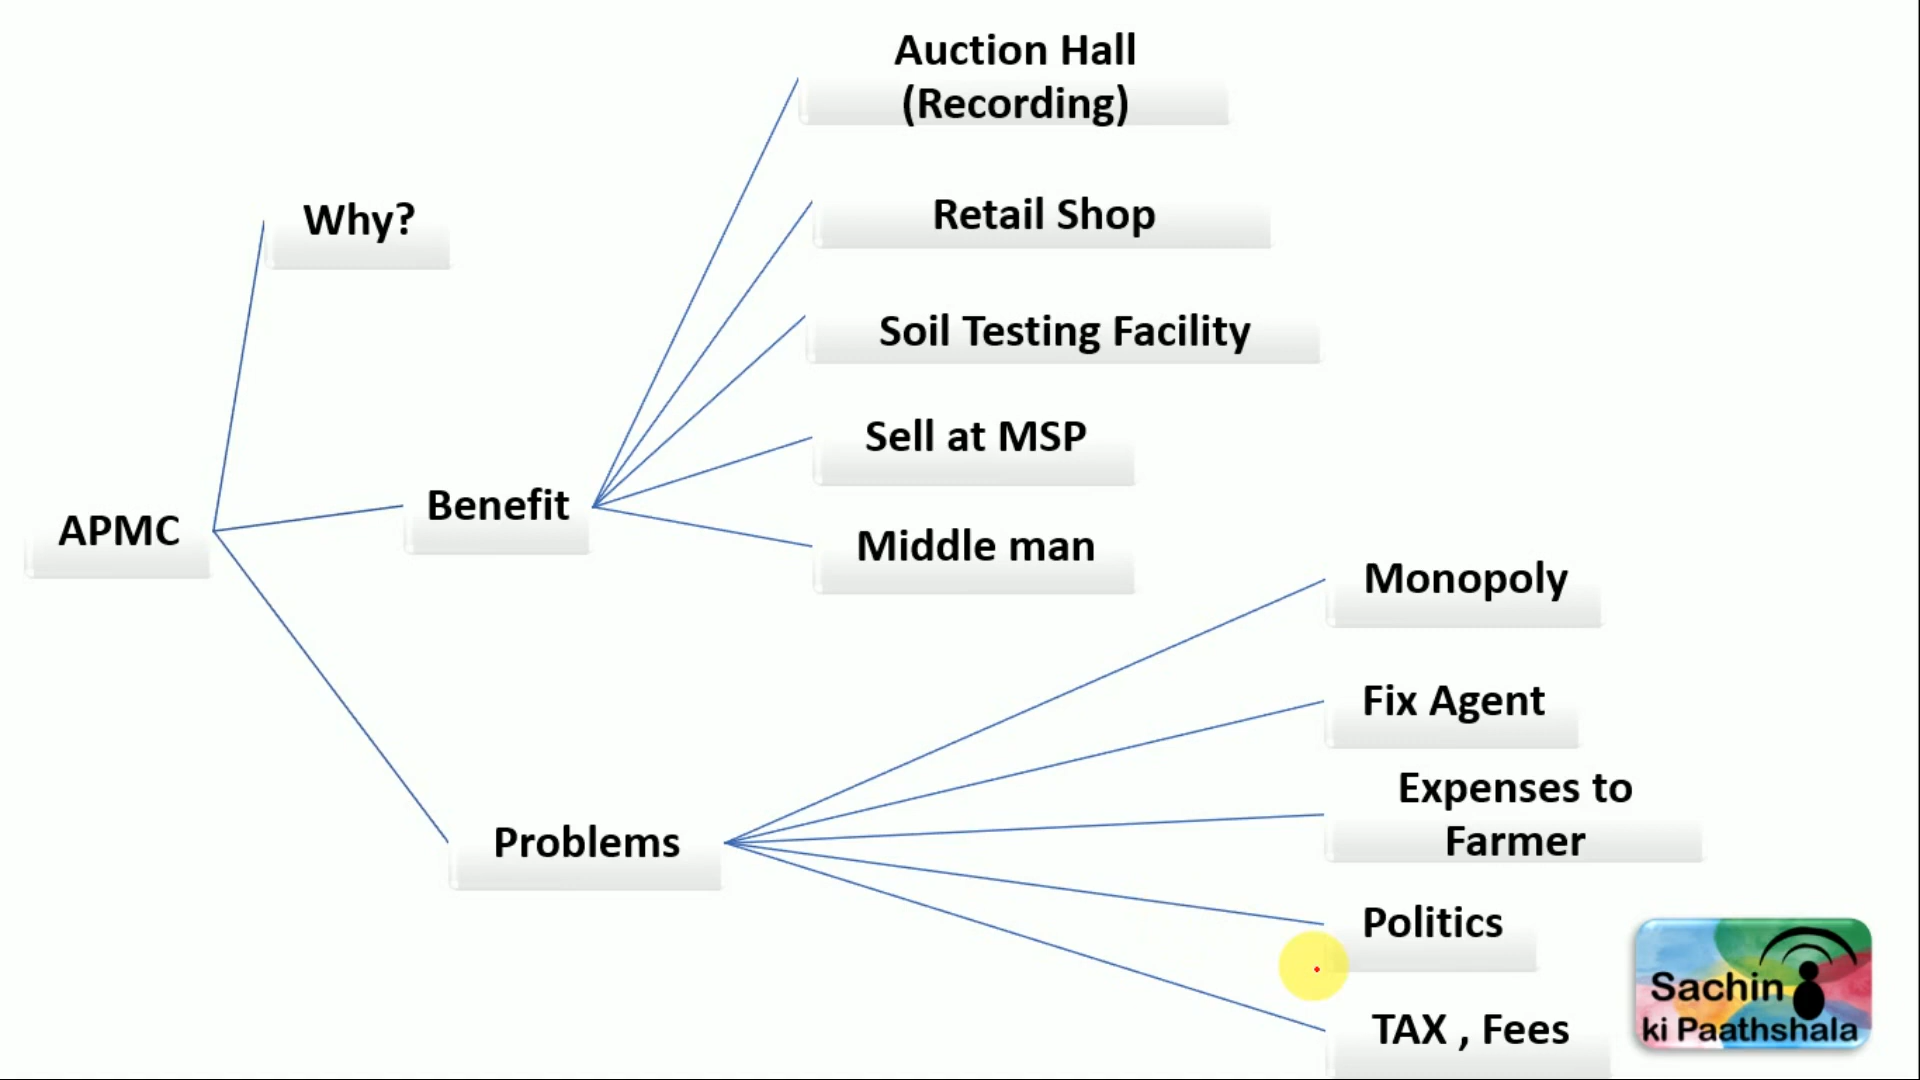 Auction Hall
(Recording)
Why?
Retail Shop
Soil Testing Facility
Sell at MSP
Benefit
APMC
Middle man
Monopoly
Fix Agent
Expenses to
Farmer
Problems
Politics
TAX , Fees
Sachin
ki Paathshala